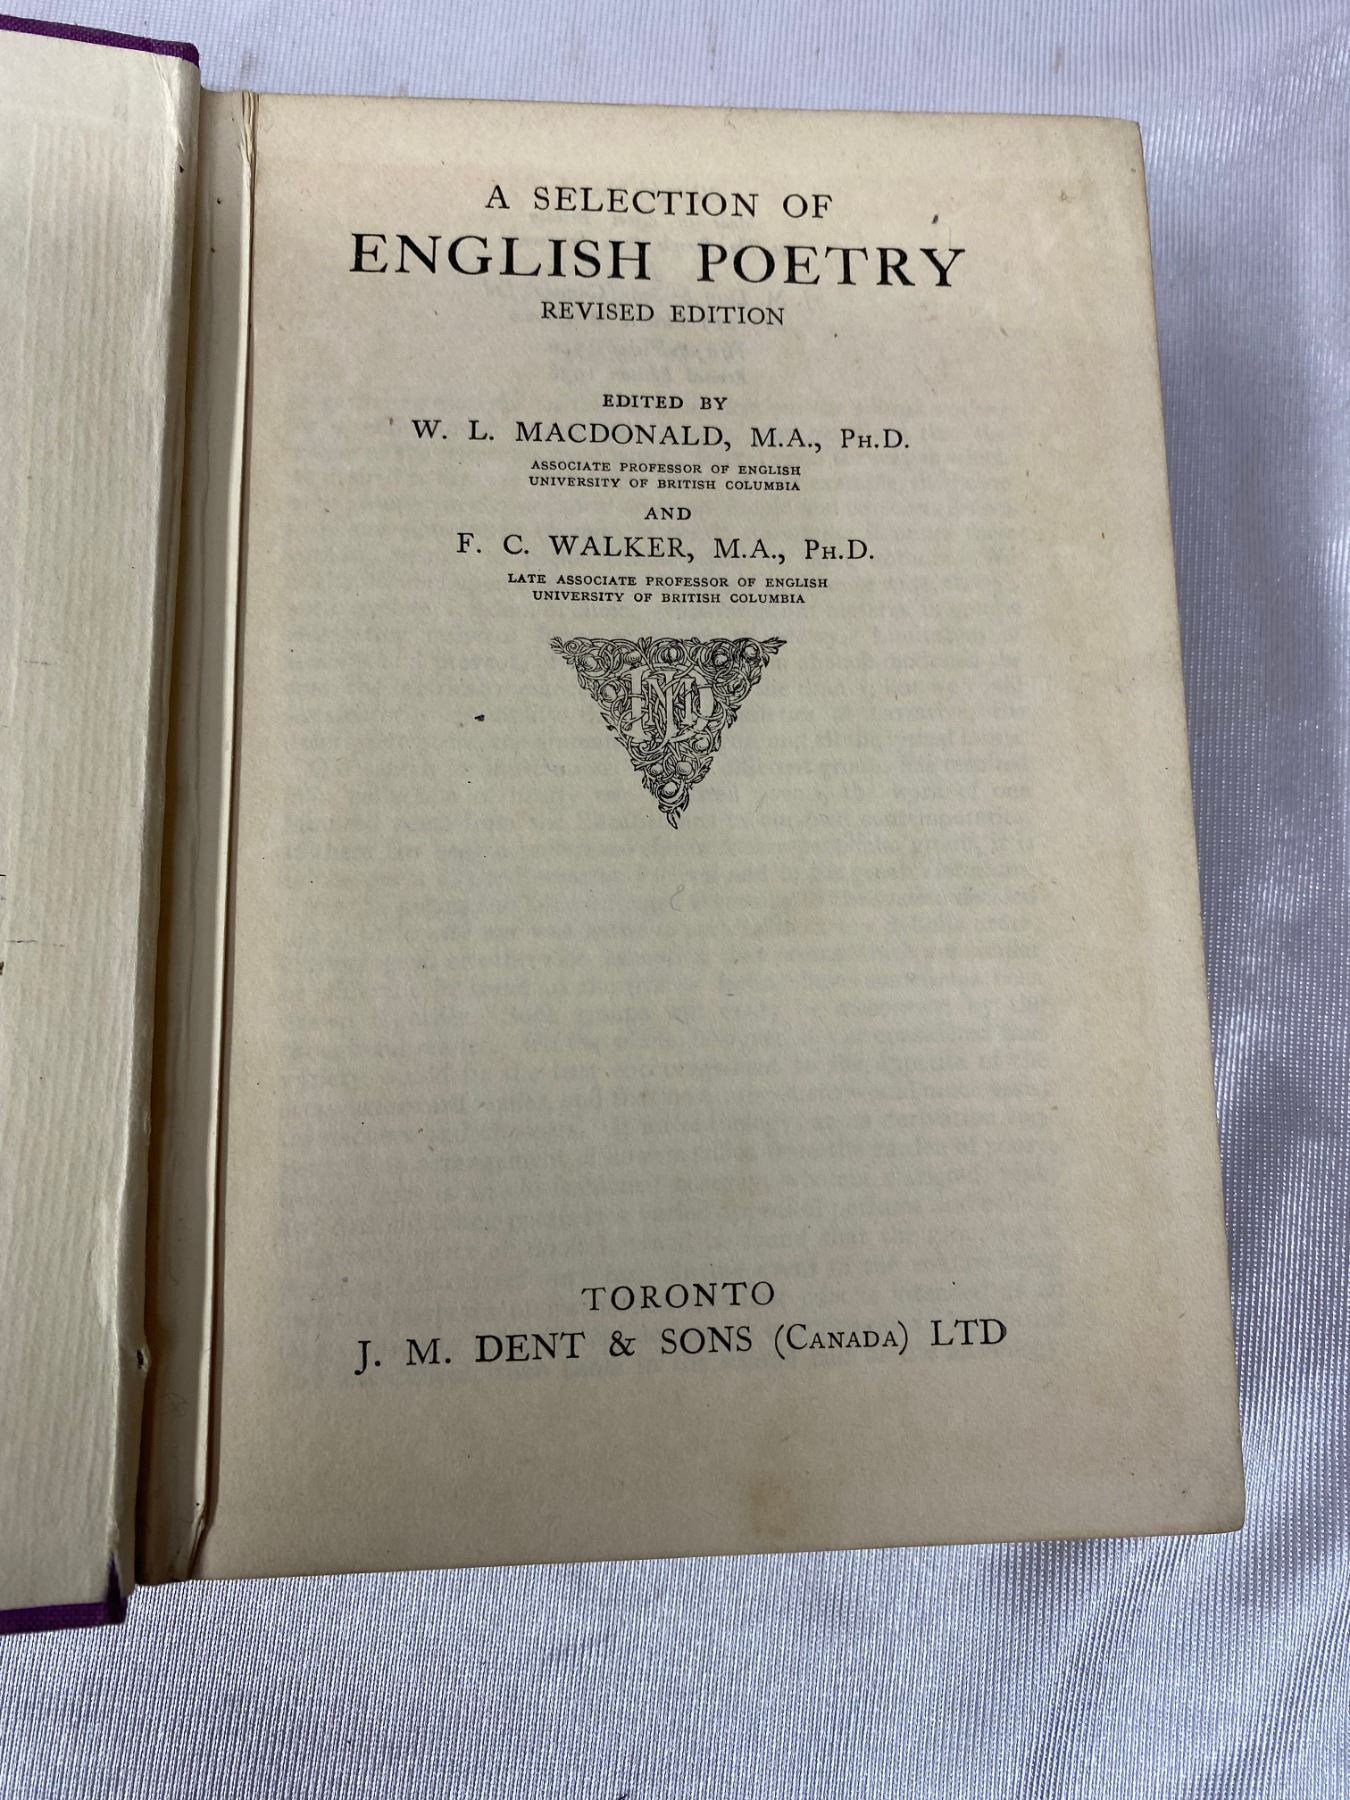 A SELECTION OF
ENGLISH POETRY
REVISED EDITION
EDITED BY
W. L. MACDONALD, M.A., PH.D.
ASSOCIATE PROFESSOR OF ENGLISH
UNIVERSITY OF BRITISH COLUMBIA
AND
F. C. WALKER, M.A., PH.D.
LATE ASSOCIATE PROFESSOR OF ENGLISH
UNIVERSITY OF BRITISH COLUMBIA
JMD
TORONTO
J. M. DENT & SONS (CANADA) LTD